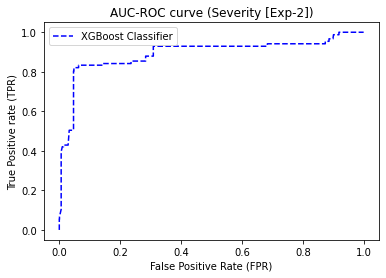 AUC-ROC curve (Severity [Exp-2])
XGBoost Classifier
True Positive rate (TPR)
1.0
0.8
0.6
0.4
0.2
0.0
0.0 0.2 0.4 0.6 0.8 1.0
False Positive Rate (FPR)